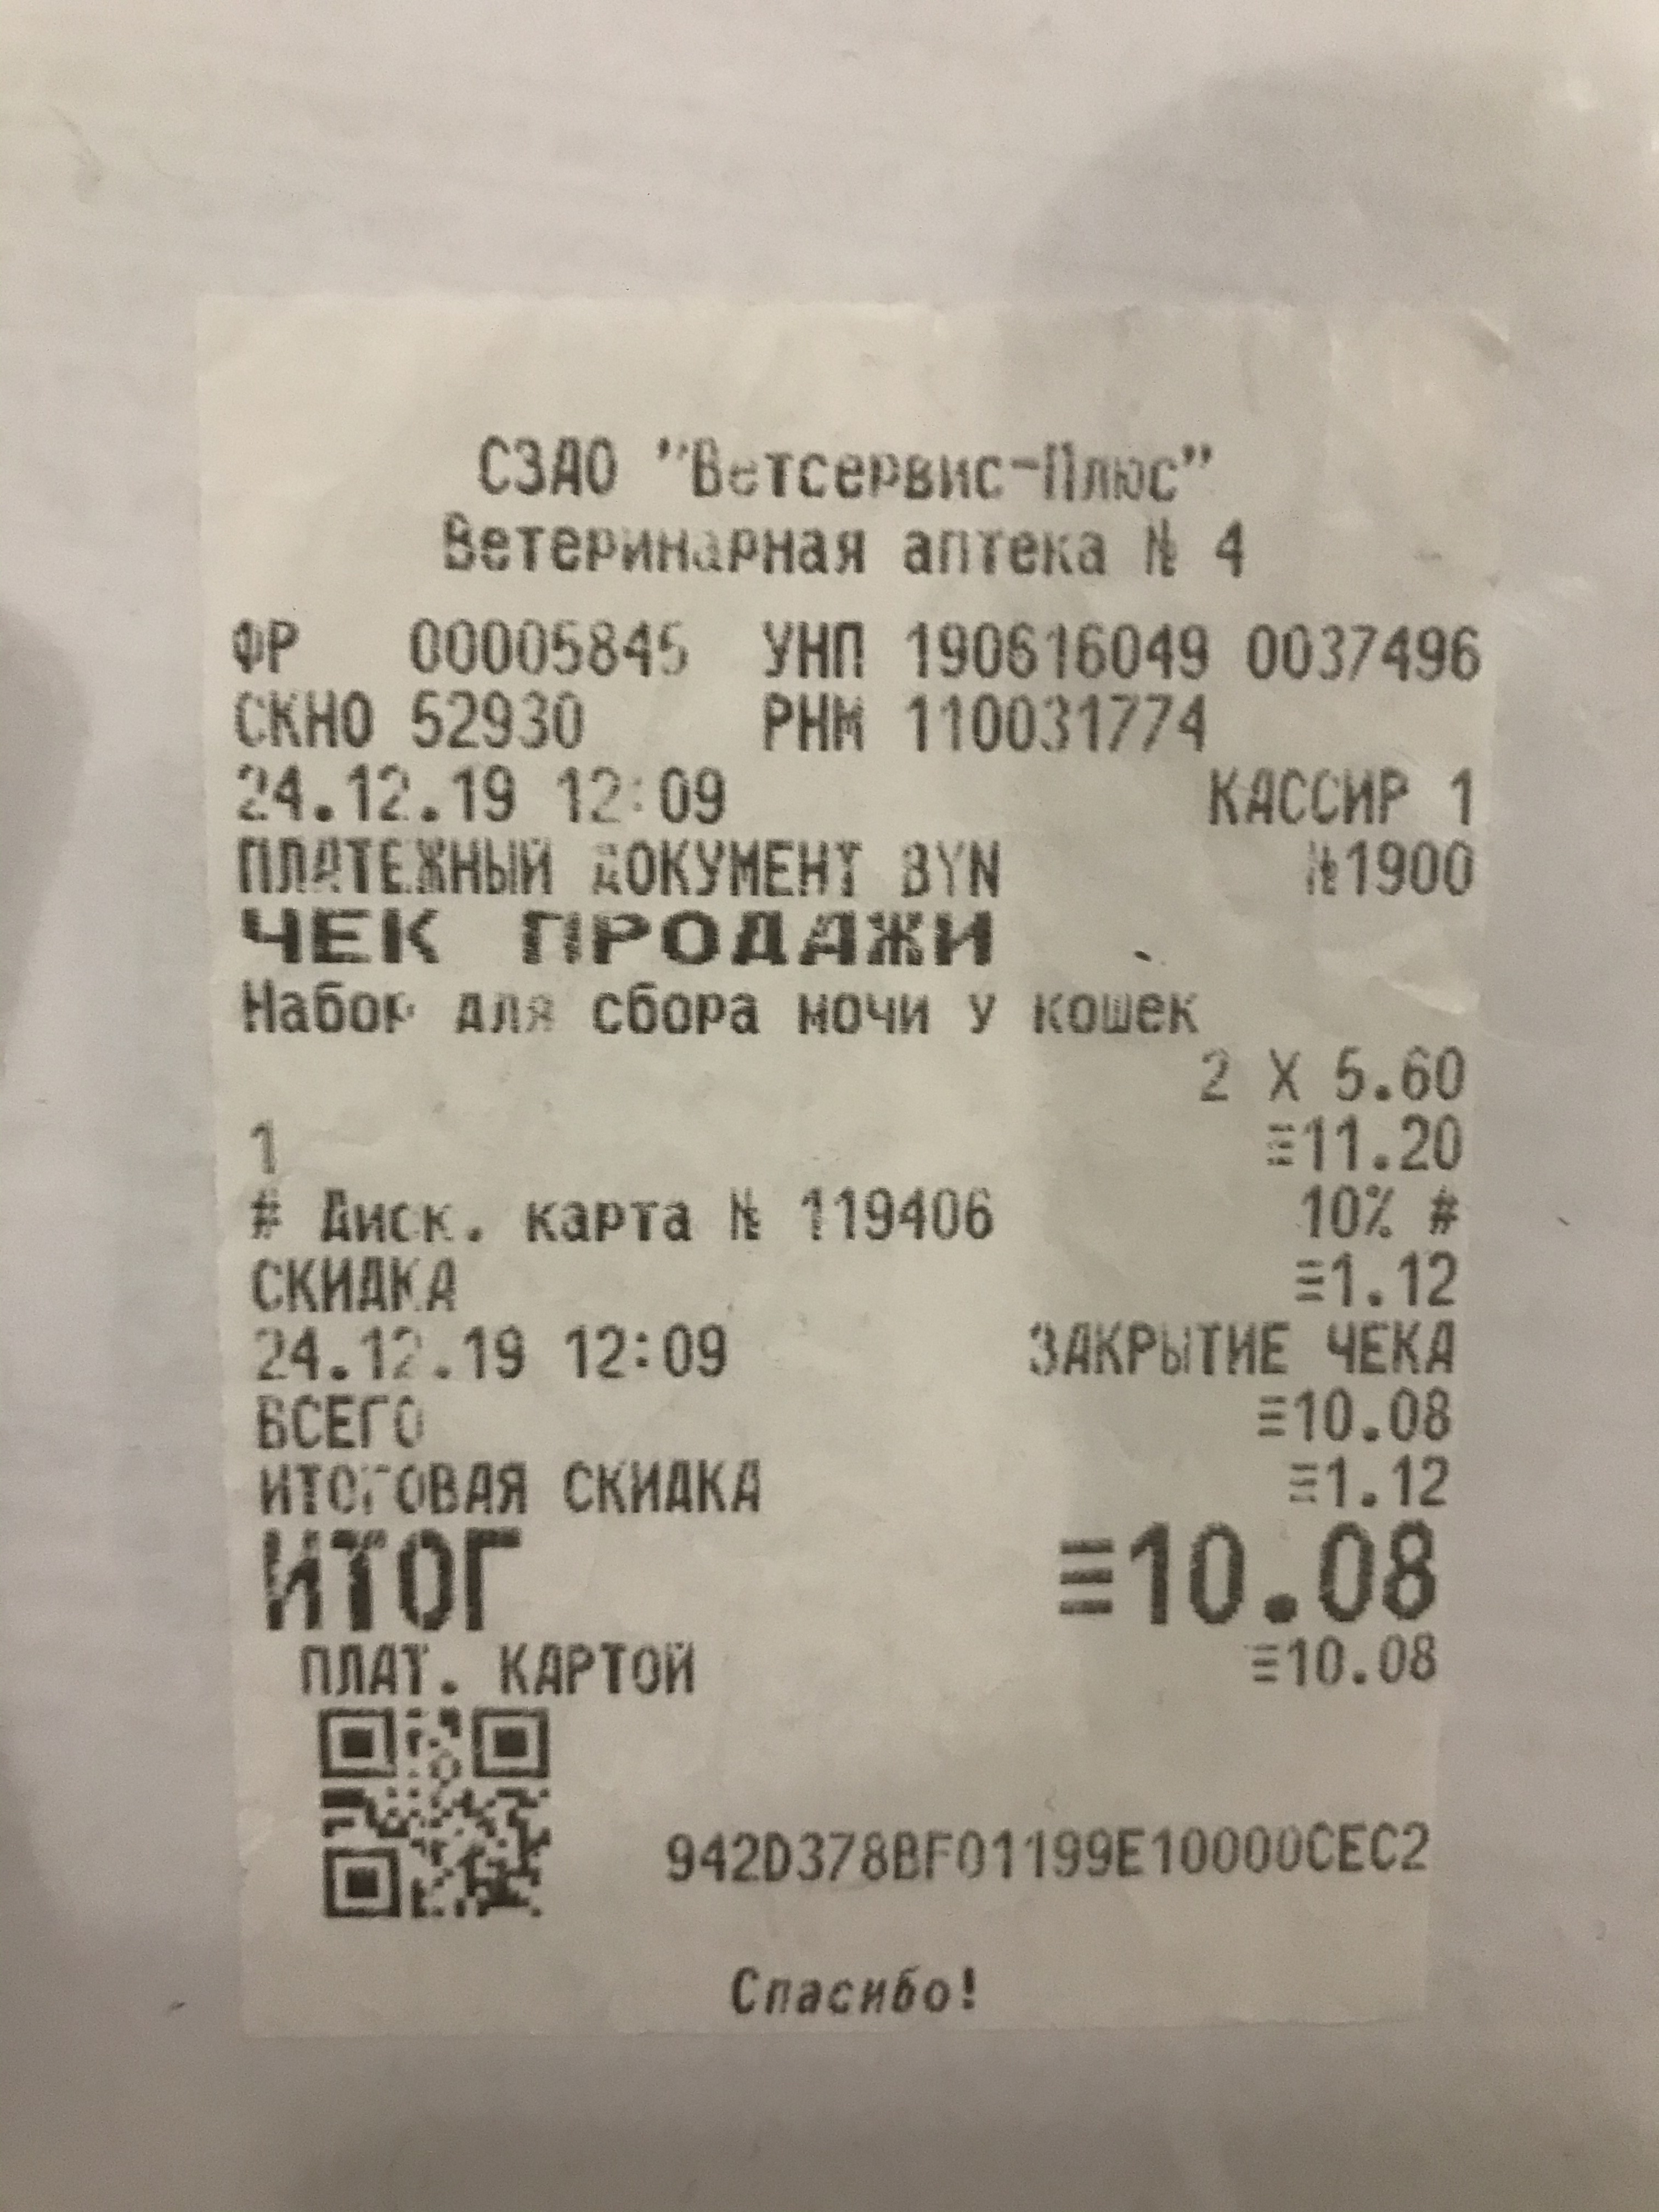 СЗАО "Ветсервис-Плюс"
Ветеринарная аптека № 4
ФР 00005845 УНП 190616049 0037496
СКНО 52930 РНМ 110031774
24.12.19 12:09 КАССИР 1
ПЛАТЕЖНЫЙ ДОКУМЕНТ BYN №1900
ЧЕК ПРОДАЖИ
Набор для сбора мочи у кошек
2 X 5.60
1 ≡11.20
# Диск. карта № 119406 10% #
СКИДКА ≡1.12
24.12.19 12:09 ЗАКРЫТИЕ ЧЕКА
ВСЕГО ≡10.08
ИТОГОВАЯ СКИДКА ≡1.12
ИТОГ ≡10.08
ПЛАТ. КАРТОЙ ≡10.08
942D378BF01199E10000CEC2
Спасибо!